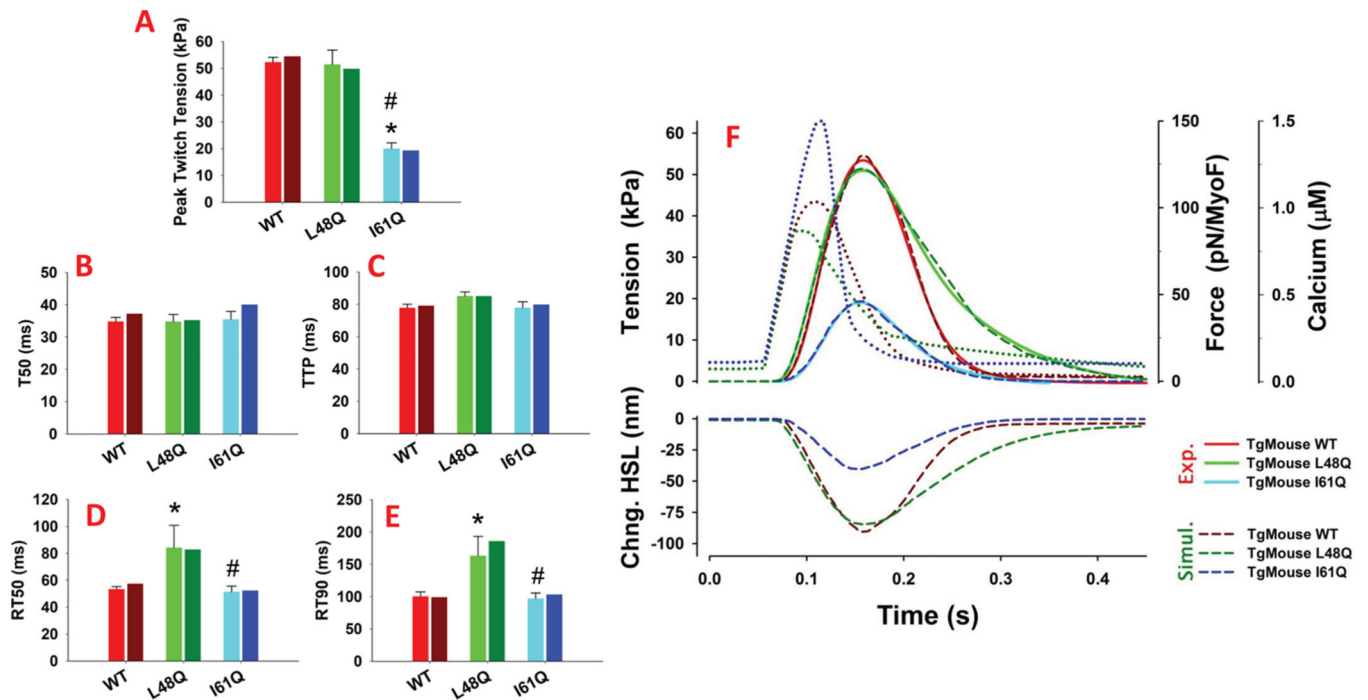 A
Peak Twitch Tension (kPa)
60
50
40
30
20
10
0
#
*
WT
L48Q
I61Q
B
T50 (ms)
50
40
30
20
10
0
WT
L48Q
I61Q
C
TTP (ms)
100
80
60
40
20
0
WT
L48Q
I61Q
D
RT50 (ms)
120
100
80
60
40
20
0
*
#
WT
L48Q
I61Q
E
RT90 (ms)
250
200
150
100
50
0
*
#
WT
L48Q
I61Q
F
Tension (kPa)
60
50
40
30
20
10
0
Force (pN/MyoF)
150
100
50
0
Calcium (μM)
1.5
1.0
0.5
0.0
Chng. HSL (nm)
0
-25
-50
-75
-100
0.0 0.1 0.2 0.3 0.4
Time (s)
Exp.
TgMouse WT
TgMouse L48Q
TgMouse I61Q
Simul.
TgMouse WT
TgMouse L48Q
TgMouse I61Q